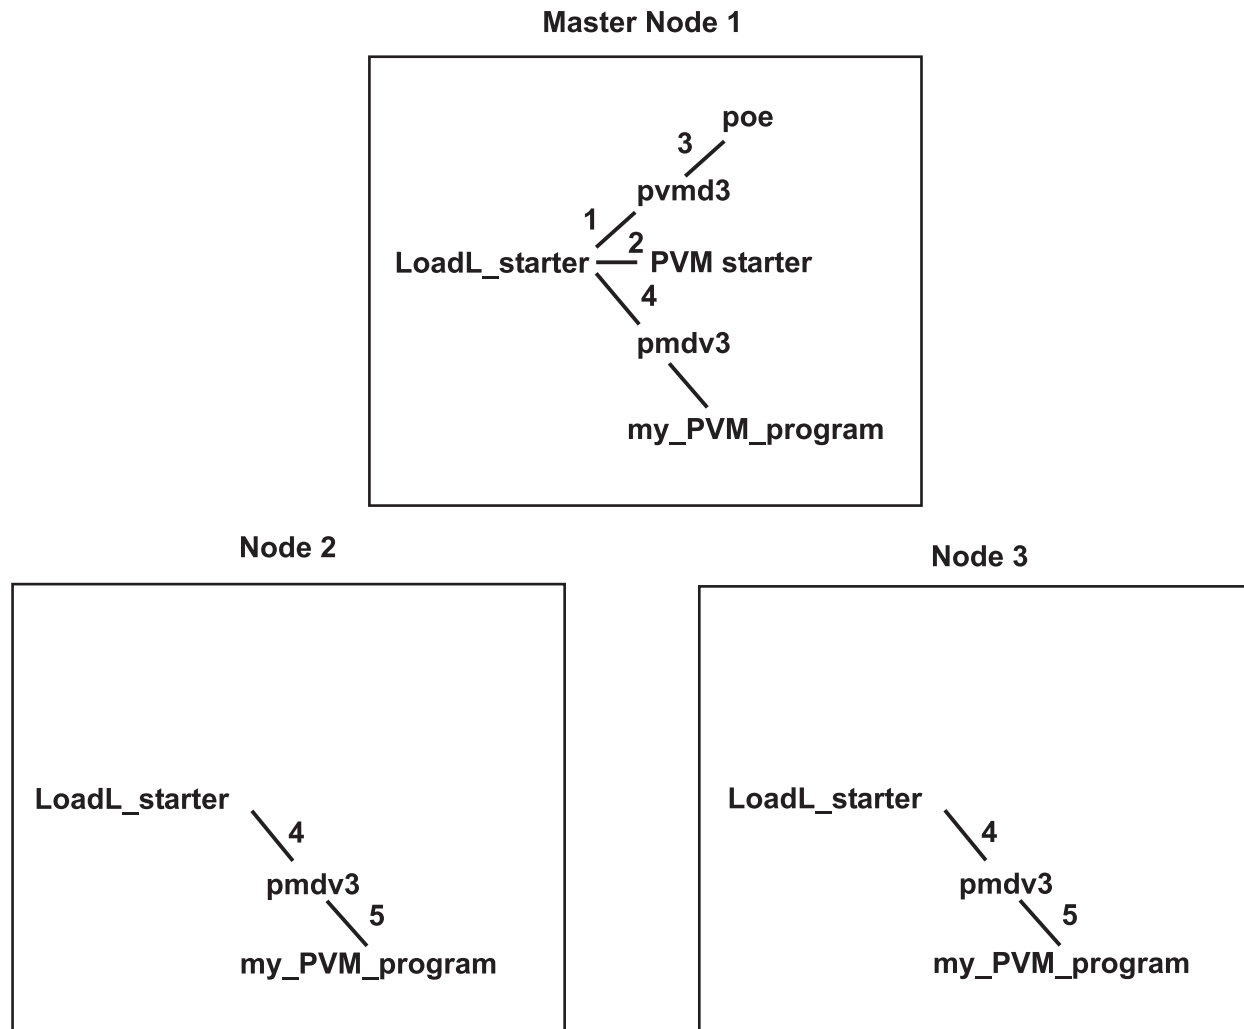 Master Node 1
poe
3
pvmd3
1
2
LoadL_starter
PVM starter
4
pmdv3
my_PVM_program
Node 2
Node 3
LoadL_starter
4
pmdv3
5
my_PVM_program
LoadL_starter
4
pmdv3
5
my_PVM_program